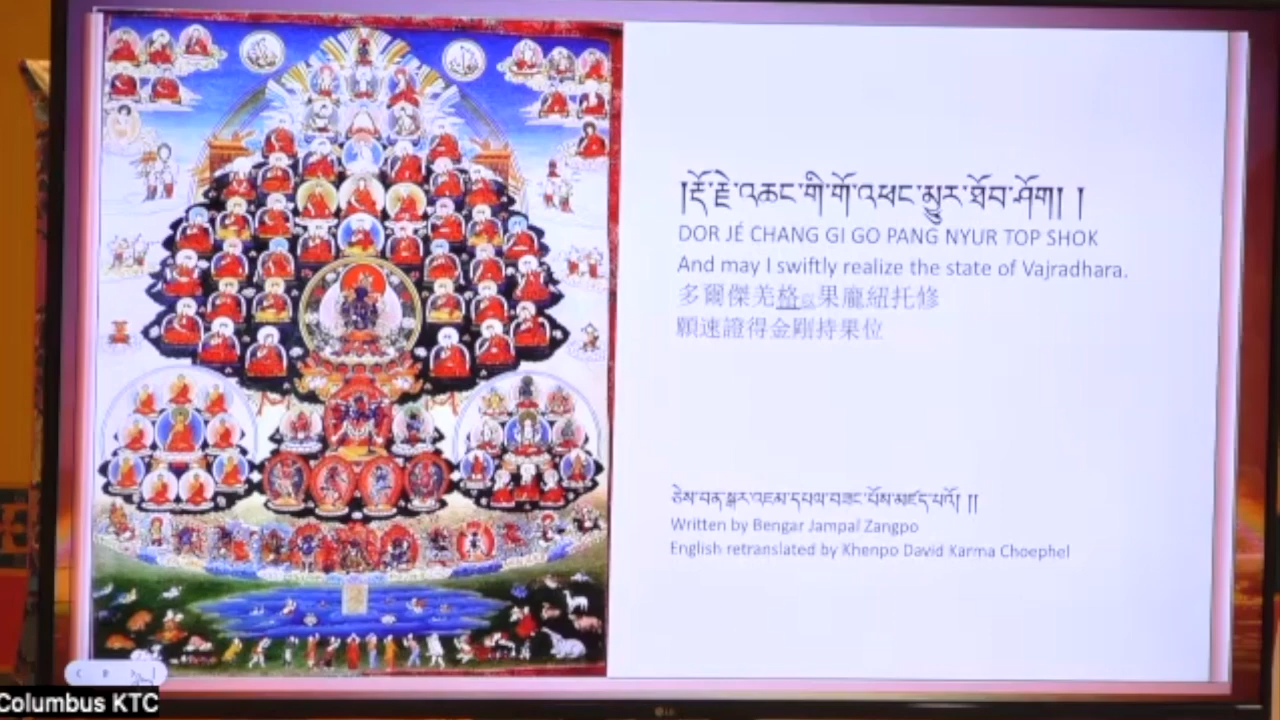 །རྡོ་རྗེ་འཆང་གི་གོ་འཕང་མྱུར་ཐོབ་ཤོག། །
DOR JÉ CHANG GI GO PANG NYUR TOP SHOK
And may I swiftly realize the state of Vajradhara.
多爾傑羌格果龐紐托修
願速證得金剛持果位
ཅེས་བན་སྒར་འཇམ་དཔལ་བཟང་པོས་མཛད་པའོ། །།
Written by Bengar Jampal Zangpo
English retranslated by Khenpo David Karma Choephel
Columbus KTC
LG